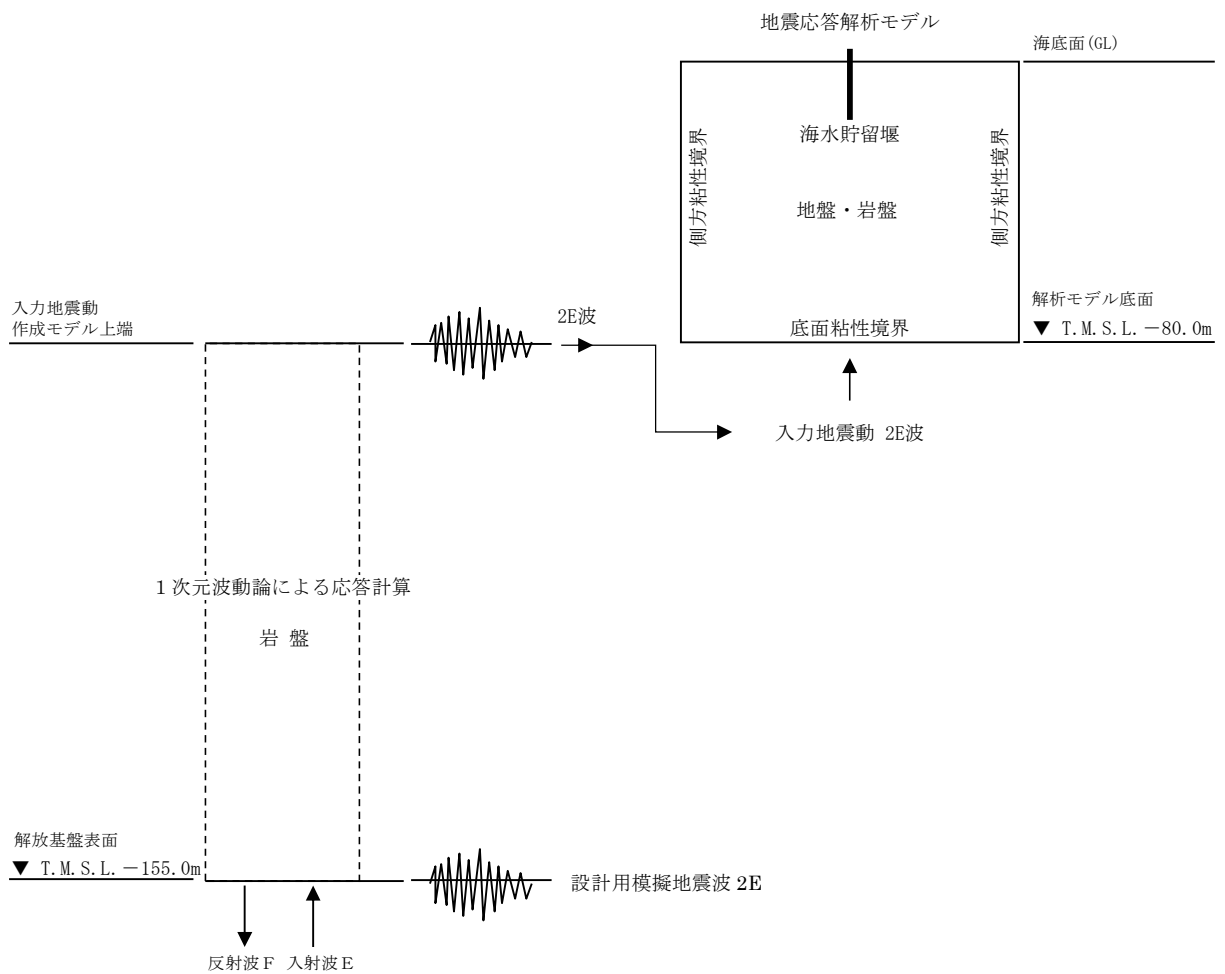 地震応答解析モデル
海底面(GL)
海水貯留堰
側方粘性境界
側方粘性境界
地盤・岩盤
解析モデル底面
▼ T.M.S.L.－80.0m
底面粘性境界
入力地震動
作成モデル上端
2E波
入力地震動 2E波
１次元波動論による応答計算
岩 盤
解放基盤表面
▼ T.M.S.L.－155.0m
設計用模擬地震波 2E
反射波Ｆ 入射波Ｅ